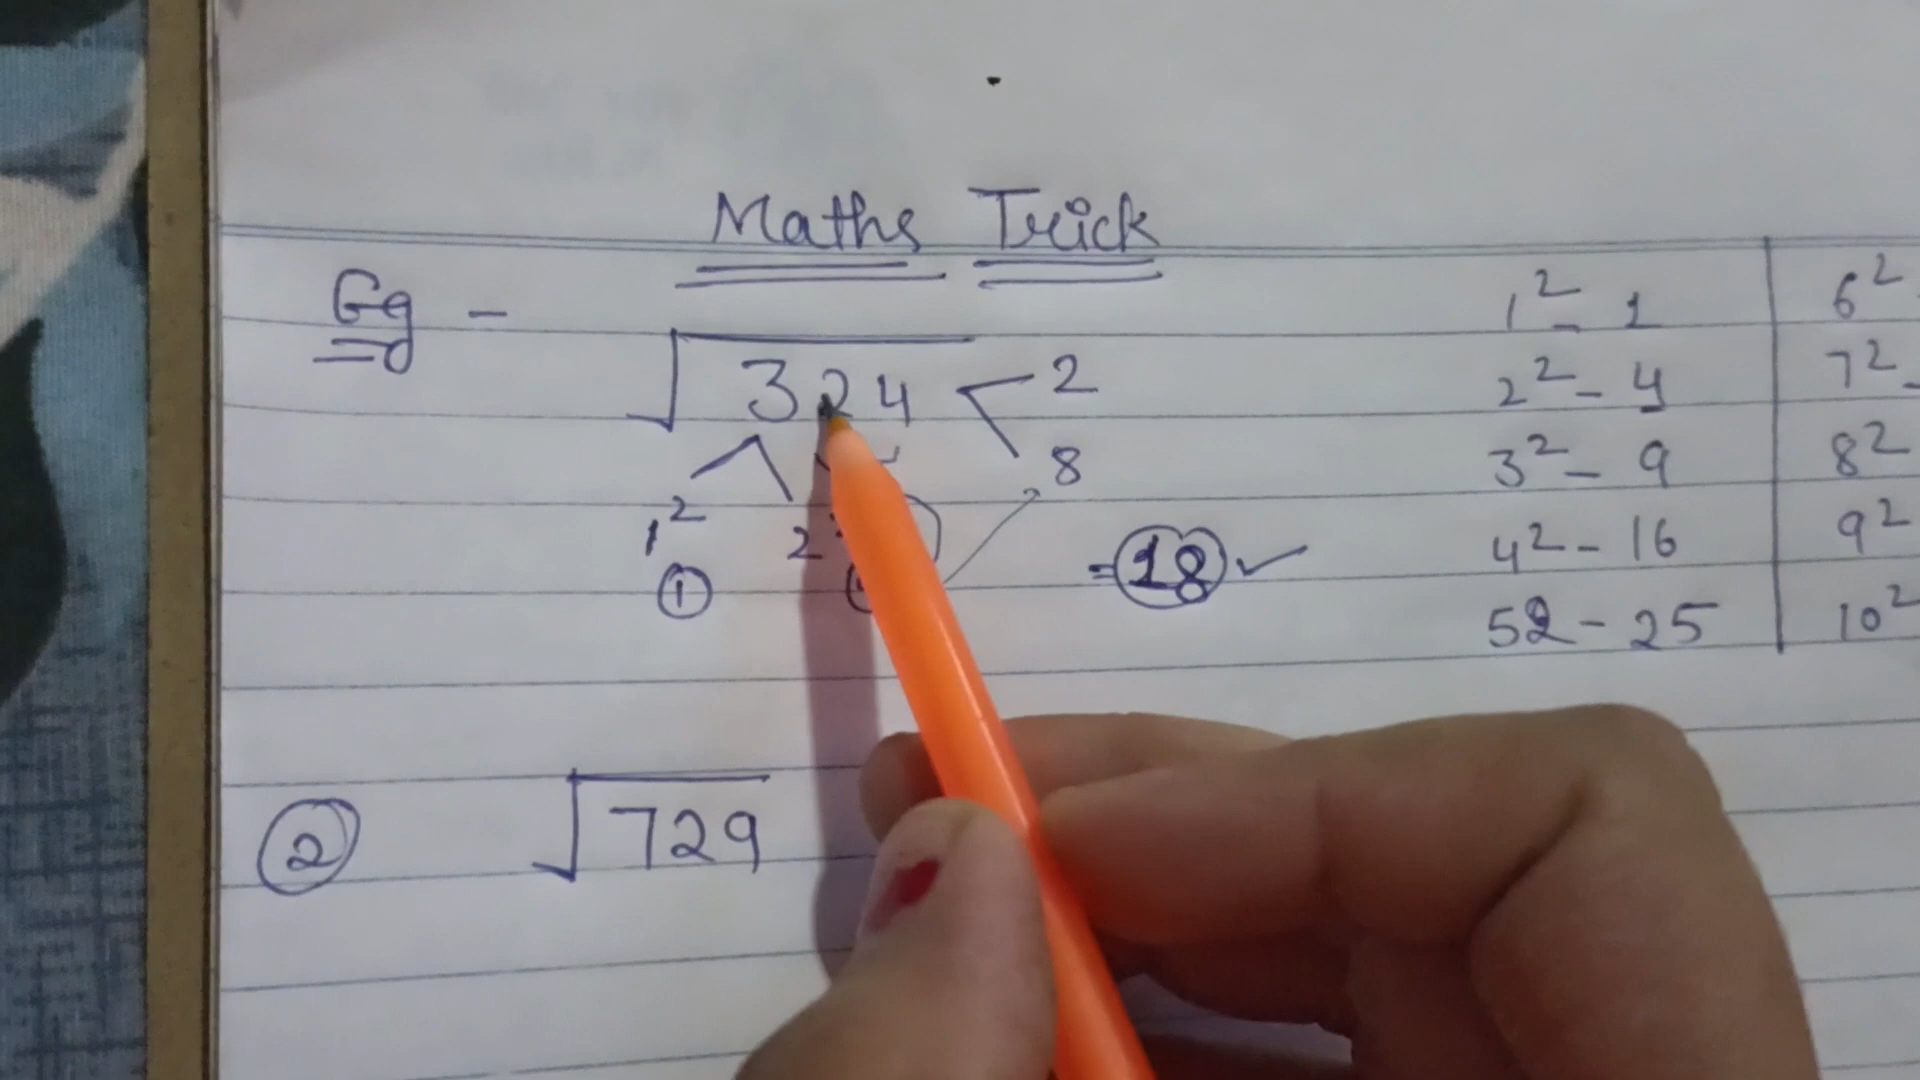 Maths Trick
Eg -
√324 < 2
8
1² 2
①
= 18 ✓
1² - 1
2² - 4
3² - 9
4² - 16
52 - 25
6² -
7² -
8²
9²
10²
② √729